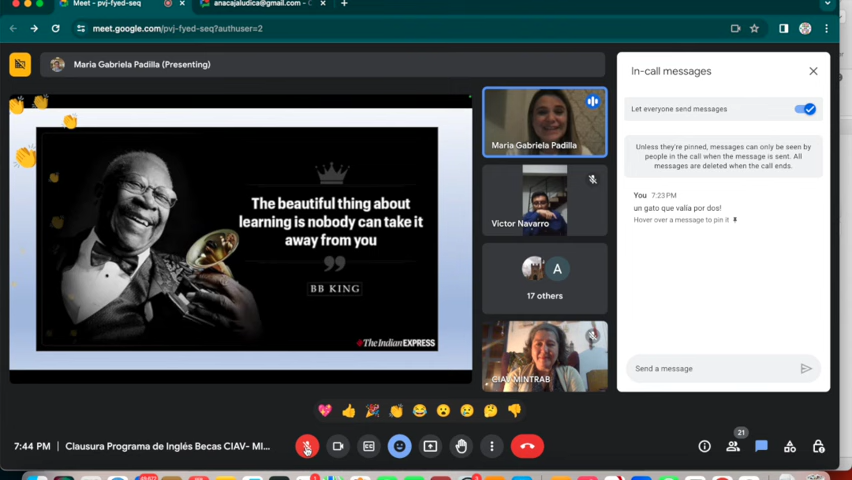 Meet - pvj-fyed-seq
anacajaludica@gmail.com - C
meet.google.com/pvj-fyed-seq?authuser=2
Maria Gabriela Padilla (Presenting)
The beautiful thing about
learning is nobody can take it
away from you
BB KING
The Indian EXPRESS
Maria Gabriela Padilla
Victor Navarro
A
17 others
CIAV MINTRAB
In-call messages
Let everyone send messages
Unless they're pinned, messages can only be seen by
people in the call when the message is sent. All
messages are deleted when the call ends.
You 7:23 PM
un gato que valía por dos!
Hover over a message to pin it
Send a message
7:44 PM | Clausura Programa de Inglés Becas CIAV- MI...
21